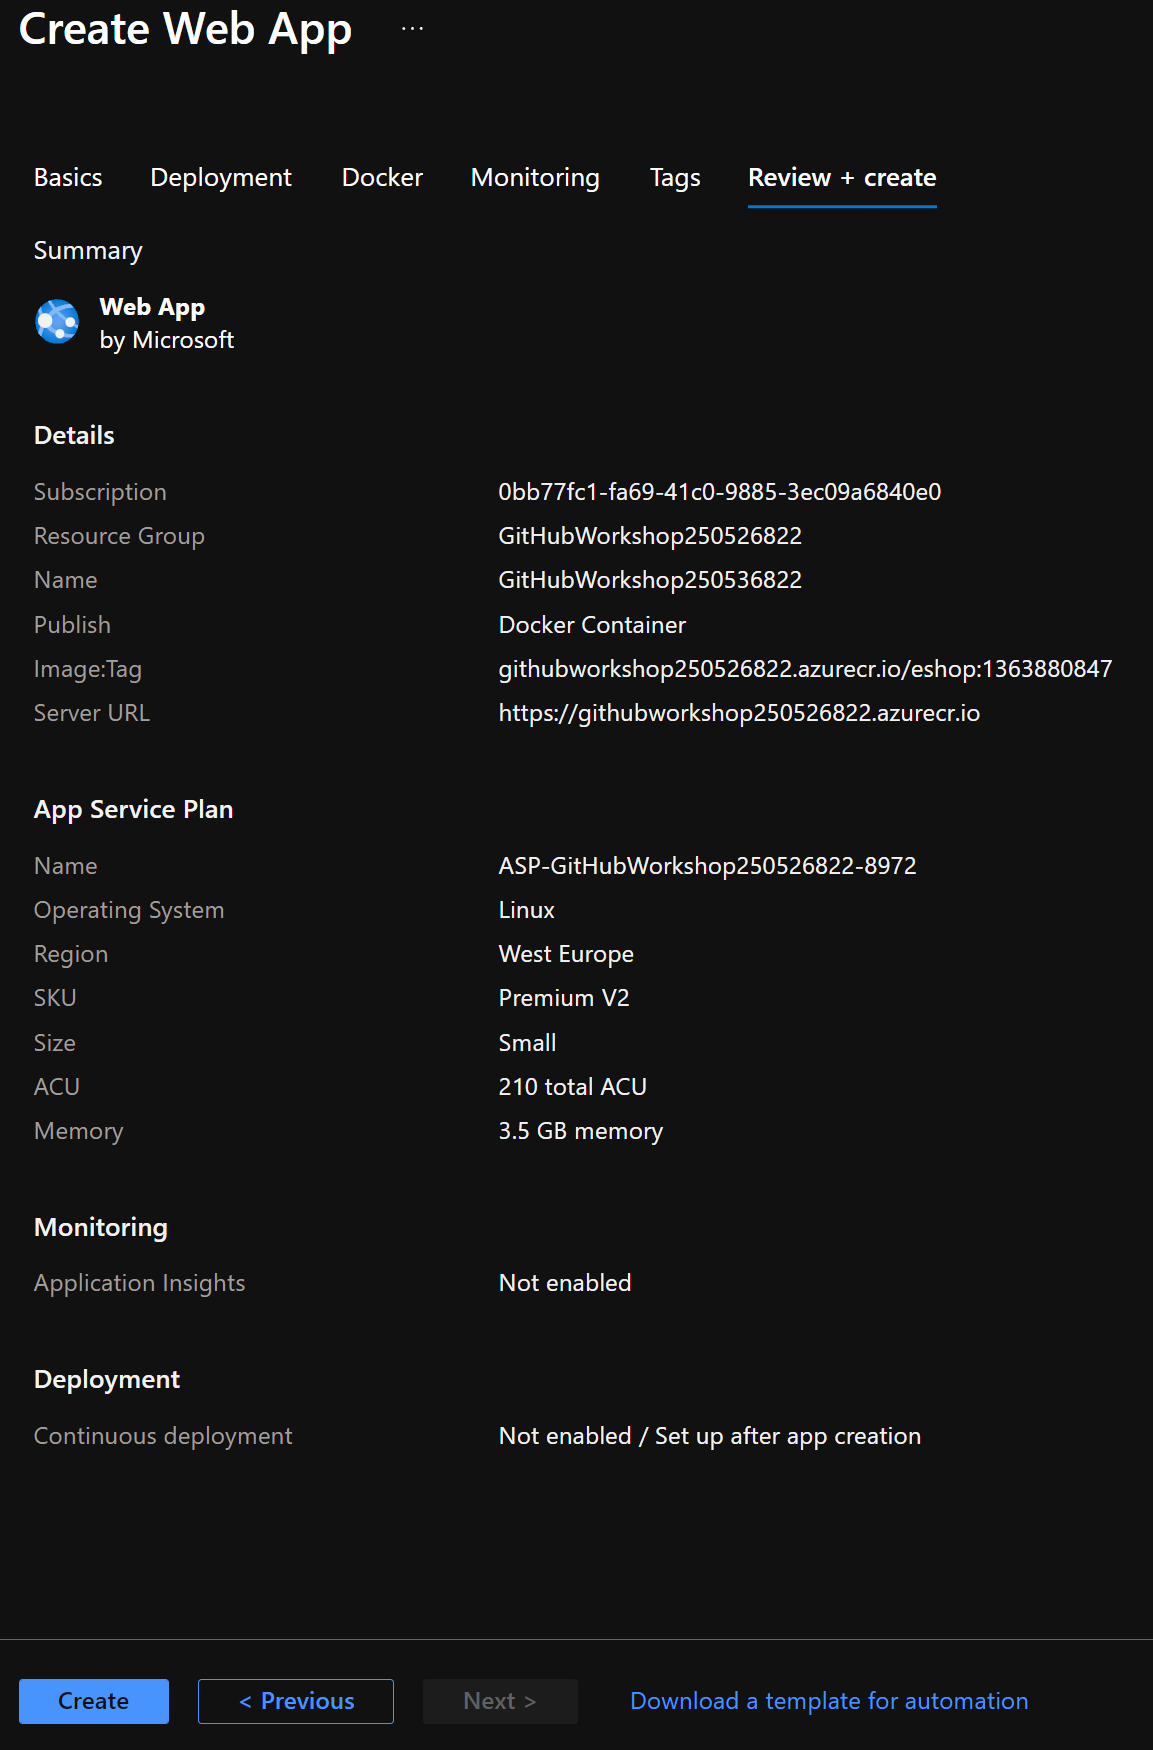 Create Web App ...
Basics Deployment Docker Monitoring Tags Review + create
Summary
Web App
by Microsoft
Details
Subscription 0bb77fc1-fa69-41c0-9885-3ec09a6840e0
Resource Group GitHubWorkshop250526822
Name GitHubWorkshop250536822
Publish Docker Container
Image:Tag githubworkshop250526822.azurecr.io/eshop:1363880847
Server URL https://githubworkshop250526822.azurecr.io
App Service Plan
Name ASP-GitHubWorkshop250526822-8972
Operating System Linux
Region West Europe
SKU Premium V2
Size Small
ACU 210 total ACU
Memory 3.5 GB memory
Monitoring
Application Insights Not enabled
Deployment
Continuous deployment Not enabled / Set up after app creation
Create < Previous Next > Download a template for automation